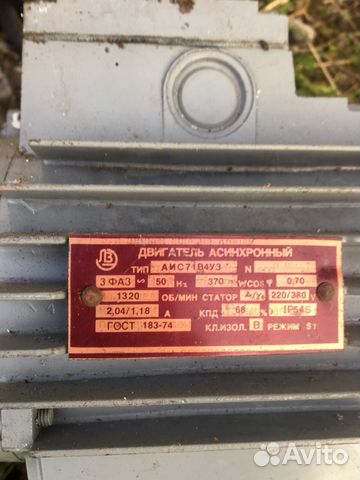 ДВИГАТЕЛЬ АСИНХРОННЫЙ
ТИП АИС71В4У3 N
3 ФАЗ ~ 50 Hz 370 W COS φ 0,70
1320 ОБ/МИН СТАТОР Δ/Y 220/380 V
2,04/1,18 А КПД 68 % IP54S
ГОСТ 183-74 КЛ.ИЗОЛ. В РЕЖИМ S1
Avito